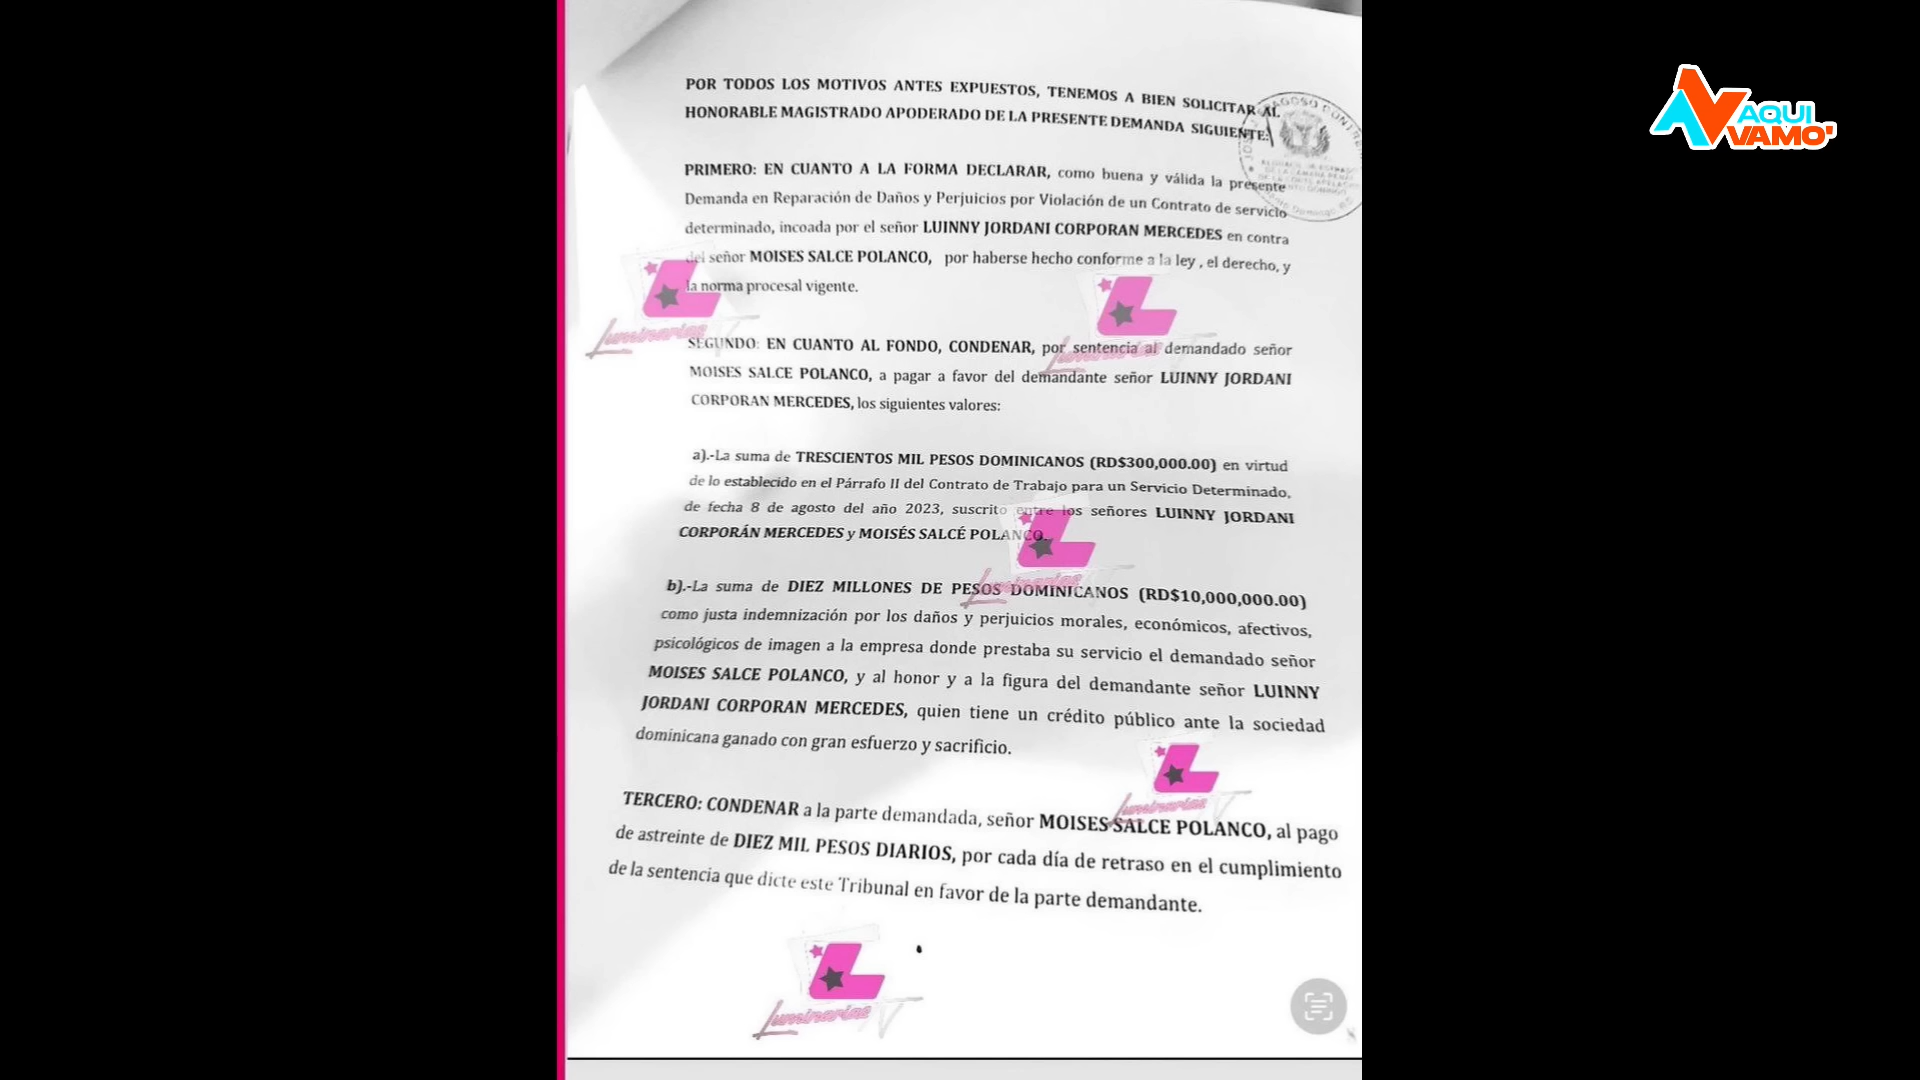 POR TODOS LOS MOTIVOS ANTES EXPUESTOS, TENEMOS A BIEN SOLICITAR AL
HONORABLE MAGISTRADO APODERADO DE LA PRESENTE DEMANDA SIGUIENTE:
AQUI
VAMO'
PRIMERO: EN CUANTO A LA FORMA DECLARAR, como buena y válida la presente
Demanda en Reparación de Daños y Perjuicios por Violación de un Contrato de servicio
determinado, incoada por el señor LUINNY JORDANI CORPORAN MERCEDES en contra
del señor MOISES SALCE POLANCO, por haberse hecho conforme a la ley , el derecho, y
la norma procesal vigente.
Luminarias TV
Luminarias TV
SEGUNDO: EN CUANTO AL FONDO, CONDENAR, por sentencia al demandado señor
MOISES SALCE POLANCO, a pagar a favor del demandante señor LUINNY JORDANI
CORPORAN MERCEDES, los siguientes valores:
a).-La suma de TRESCIENTOS MIL PESOS DOMINICANOS (RD$300,000.00) en virtud
de lo establecido en el Párrafo II del Contrato de Trabajo para un Servicio Determinado,
de fecha 8 de agosto del año 2023, suscrito entre los señores LUINNY JORDANI
CORPORÁN MERCEDES y MOISÉS SALCÉ POLANCO.
Luminarias TV
b).-La suma de DIEZ MILLONES DE PESOS DOMINICANOS (RD$10,000,000.00)
como justa indemnización por los daños y perjuicios morales, económicos, afectivos,
psicológicos de imagen a la empresa donde prestaba su servicio el demandado señor
MOISES SALCE POLANCO, y al honor y a la figura del demandante señor LUINNY
JORDANI CORPORAN MERCEDES, quien tiene un crédito público ante la sociedad
dominicana ganado con gran esfuerzo y sacrificio.
Luminarias TV
TERCERO: CONDENAR a la parte demandada, señor MOISES SALCE POLANCO, al pago
de astreinte de DIEZ MIL PESOS DIARIOS, por cada día de retraso en el cumplimiento
de la sentencia que dicte este Tribunal en favor de la parte demandante.
Luminarias TV